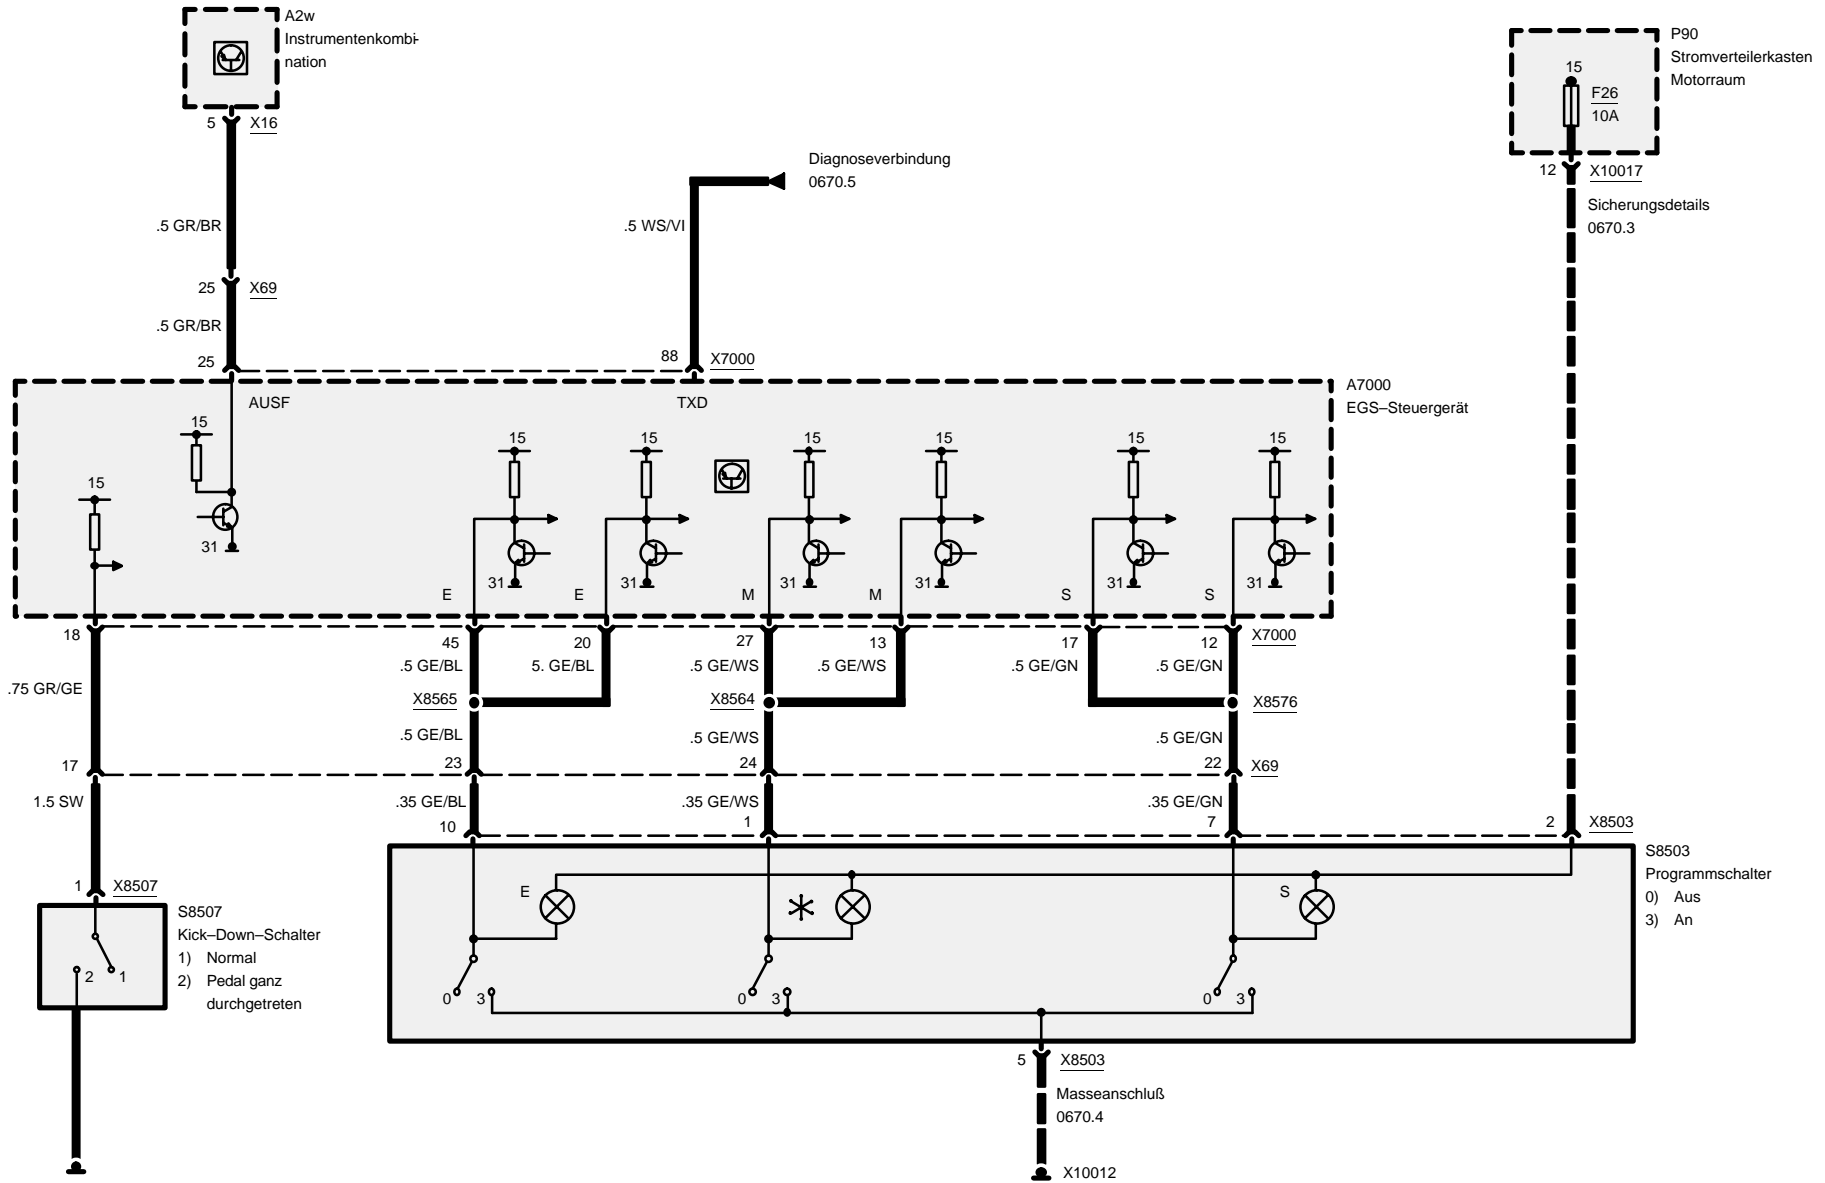 A2w
Instrumentenkombi-
nation
5 X16
P90
Stromverteilerkasten
Motorraum
15
F26
10A
12 X10017
Sicherungsdetails
0670.3
Diagnoseverbindung
0670.5
.5 GR/BR
.5 WS/VI
25 X69
.5 GR/BR
25
88 X7000
A7000
EGS–Steuergerät
AUSF
TXD
15
15
15 15 15 15 15 15
31
31 31 31 31 31 31
E E M M S S
18 45 20 27 13 17 12 X7000
.5 GE/BL 5. GE/BL .5 GE/WS .5 GE/WS .5 GE/GN .5 GE/GN
.75 GR/GE
X8565 X8564 X8576
.5 GE/BL .5 GE/WS .5 GE/GN
17 23 24 22 X69
1.5 SW .35 GE/BL .35 GE/WS .35 GE/GN
10 1 7 2 X8503
S8503
Programmschalter
0) Aus
3) An
1 X8507
S8507
Kick–Down–Schalter
1) Normal
2) Pedal ganz
durchgetreten
2 1
E S
0 3 0 3 0 3
5 X8503
Masseanschluß
0670.4
X10012